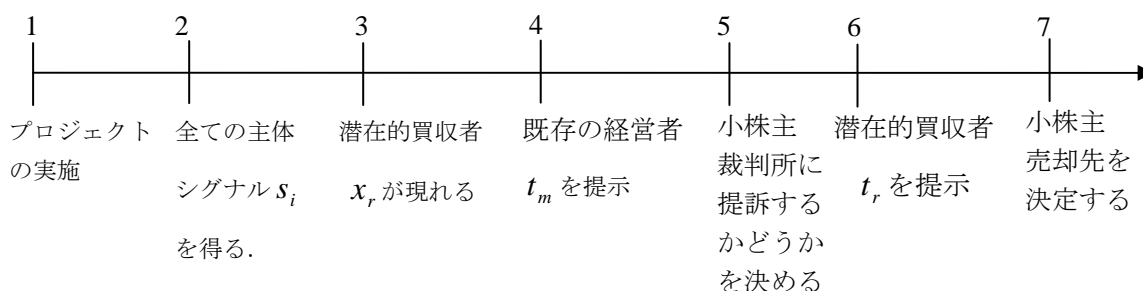 1 2 3 4 5 6 7
プロジェクト
の実施
全ての主体
シグナル s_i
を得る.
潜在的買収者
x_r が現れる
既存の経営者
t_m を提示
小株主
裁判所に
提訴する
かどうか
を決める
潜在的買収者
t_r を提示
小株主
売却先を
決定する